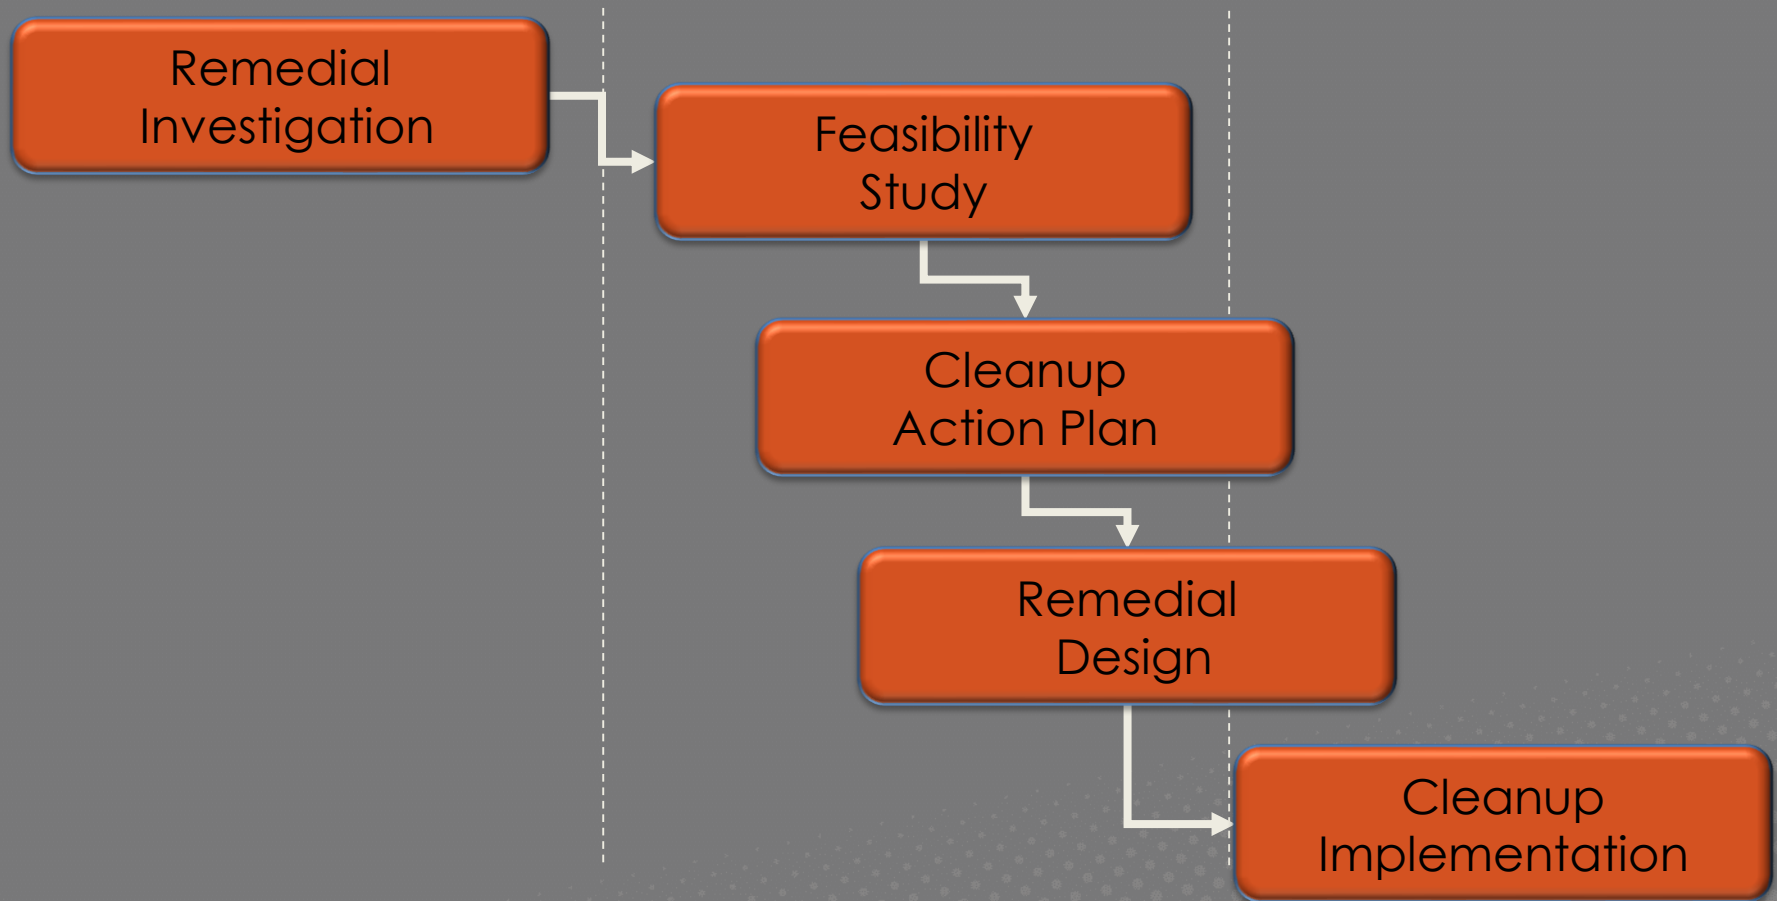 Remedial
Investigation
Feasibility
Study
Cleanup
Action Plan
Remedial
Design
Cleanup
Implementation